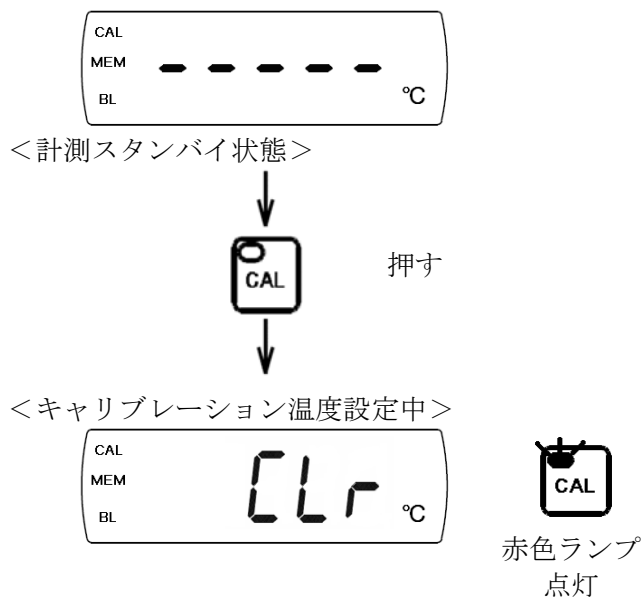 CAL
MEM - - - - -
BL ℃
＜計測スタンバイ状態＞
CAL 押す
＜キャリブレーション温度設定中＞
CAL
MEM CLr
BL ℃
CAL
赤色ランプ
点灯